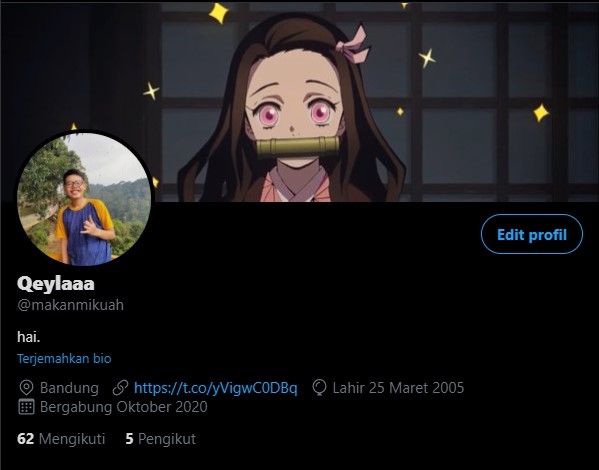 Edit profil
Qeylaaa
@makanmikuah
hai.
Terjemahkan bio
Bandung https://t.co/yVigwC0DBq Lahir 25 Maret 2005
Bergabung Oktober 2020
62 Mengikuti 5 Pengikut